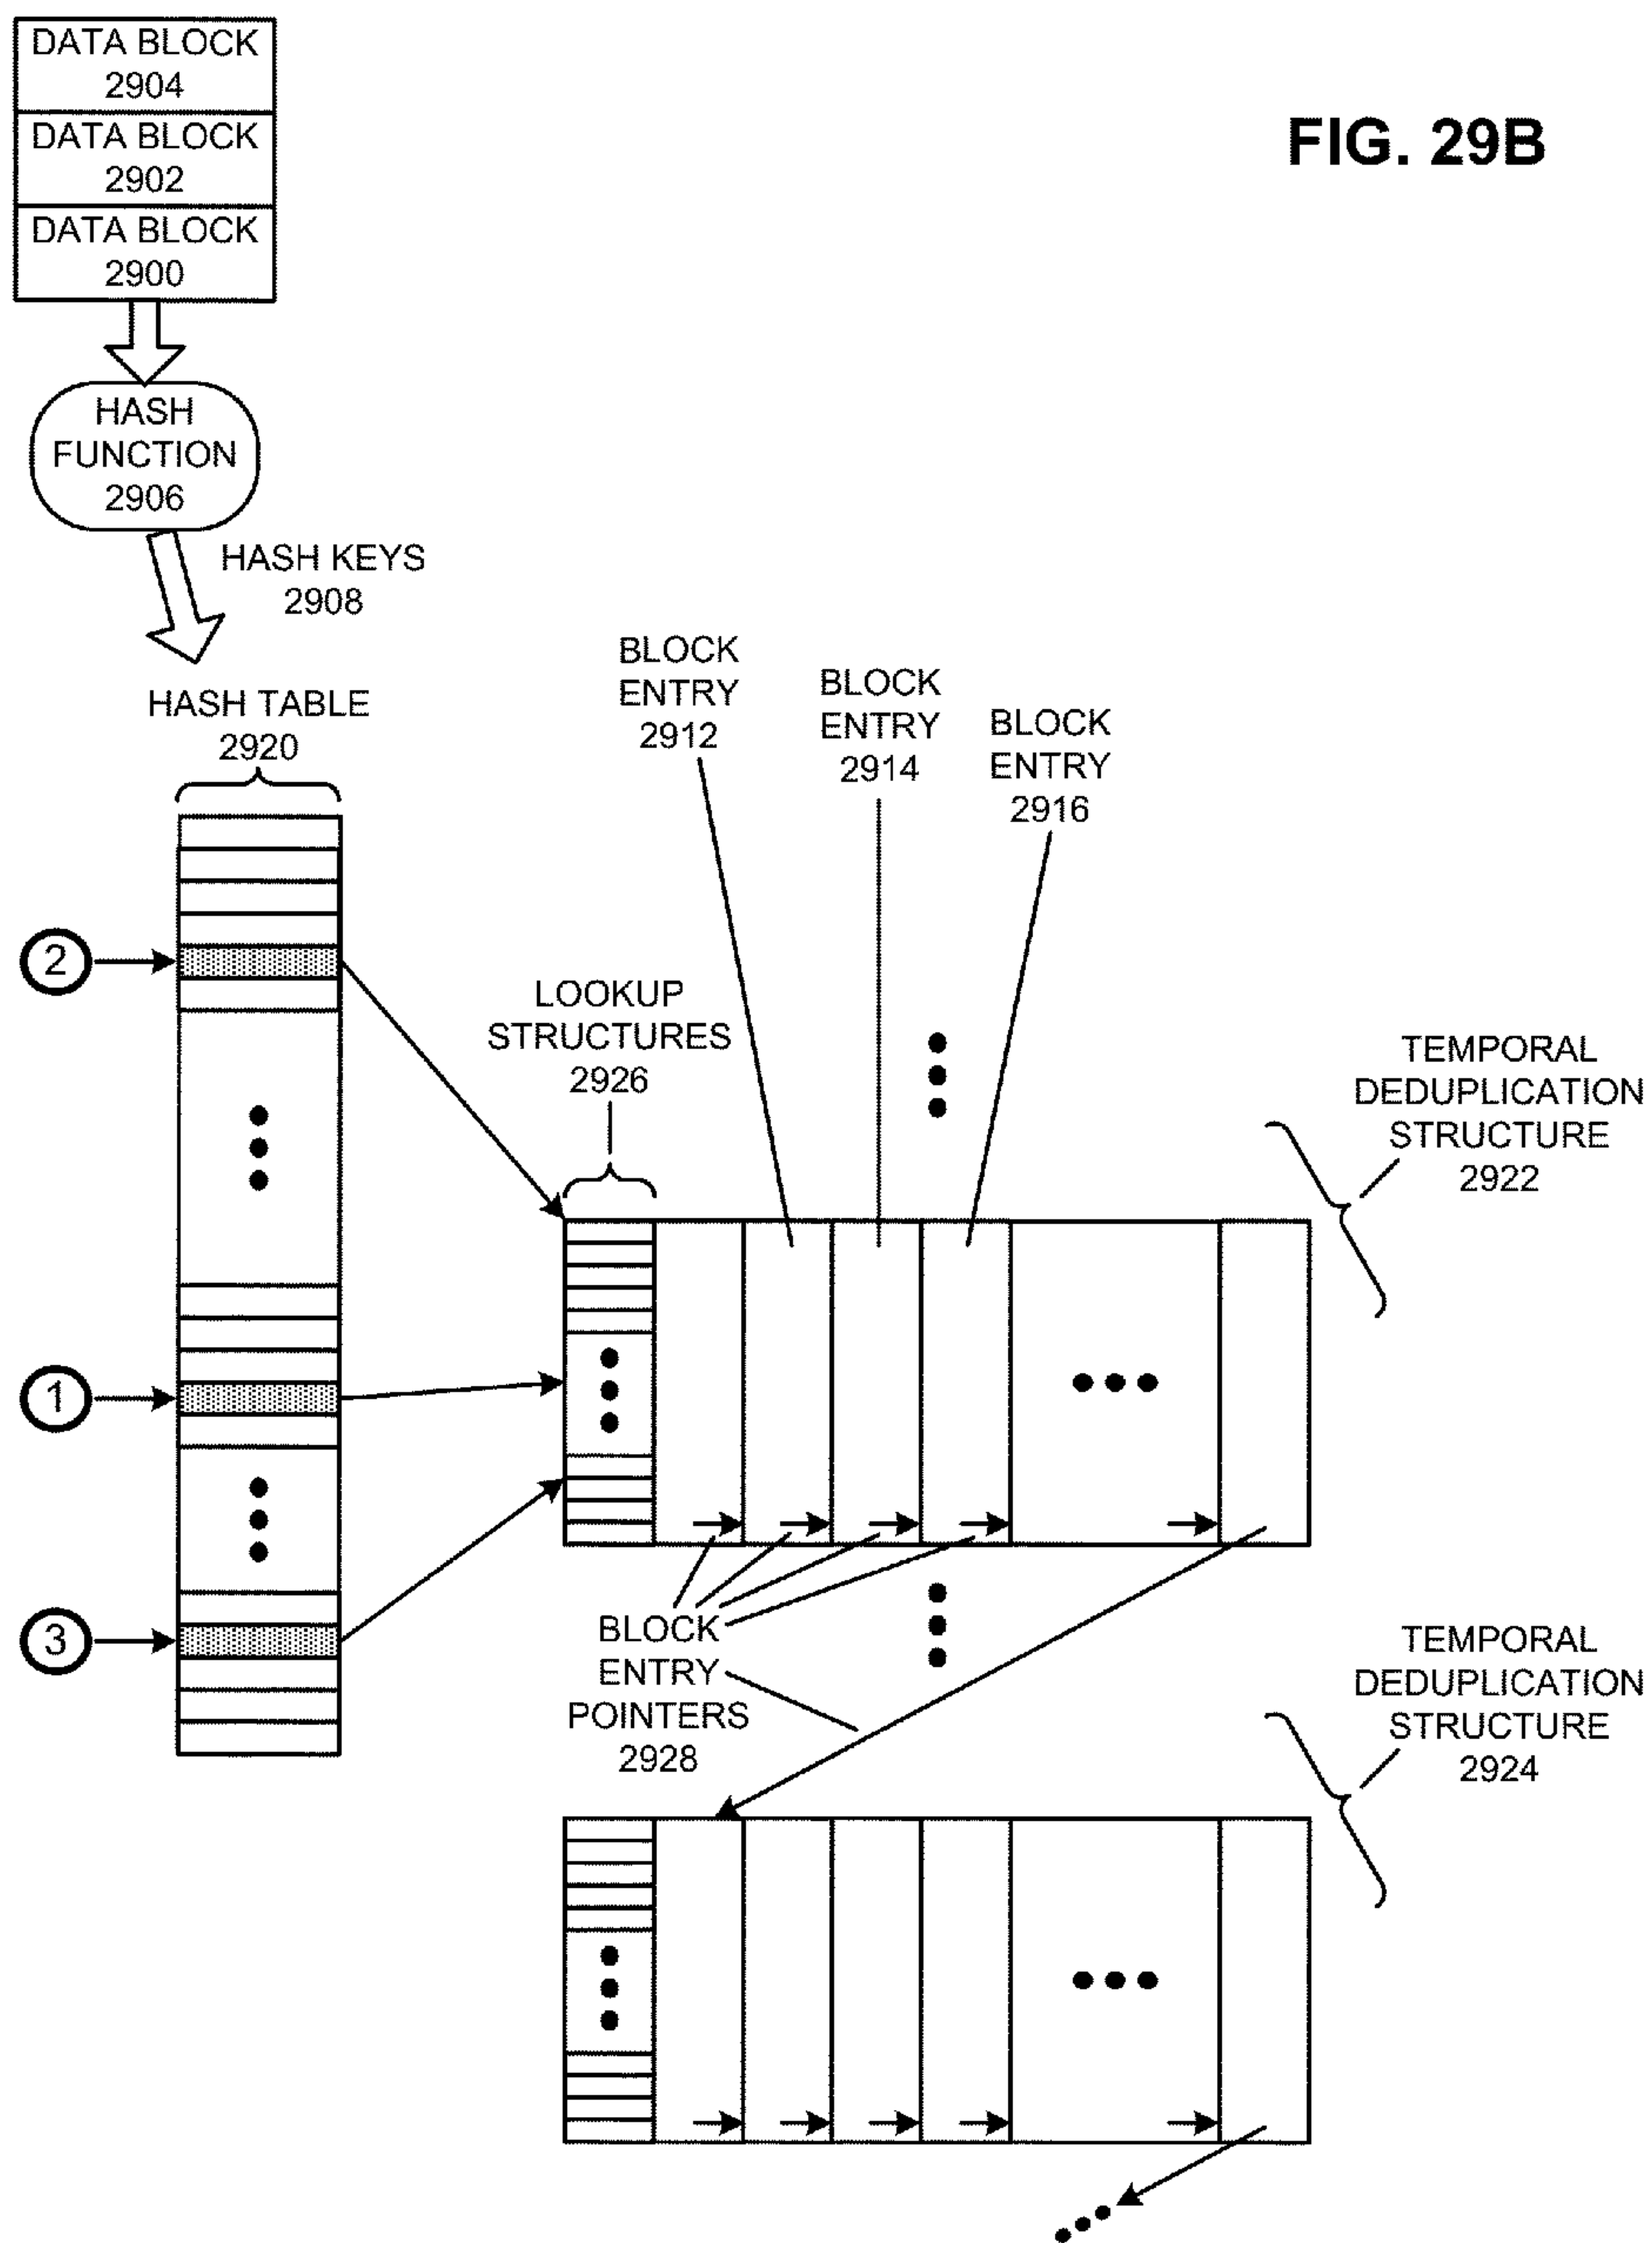 DATA BLOCK
2904
DATA BLOCK
2902
DATA BLOCK
2900
FIG. 29B
HASH
FUNCTION
2906
HASH KEYS
2908
HASH TABLE
2920
BLOCK
ENTRY
2912
BLOCK
ENTRY
2914
BLOCK
ENTRY
2916
2
1
3
LOOKUP
STRUCTURES
2926
TEMPORAL
DEDUPLICATION
STRUCTURE
2922
BLOCK
ENTRY
POINTERS
2928
TEMPORAL
DEDUPLICATION
STRUCTURE
2924